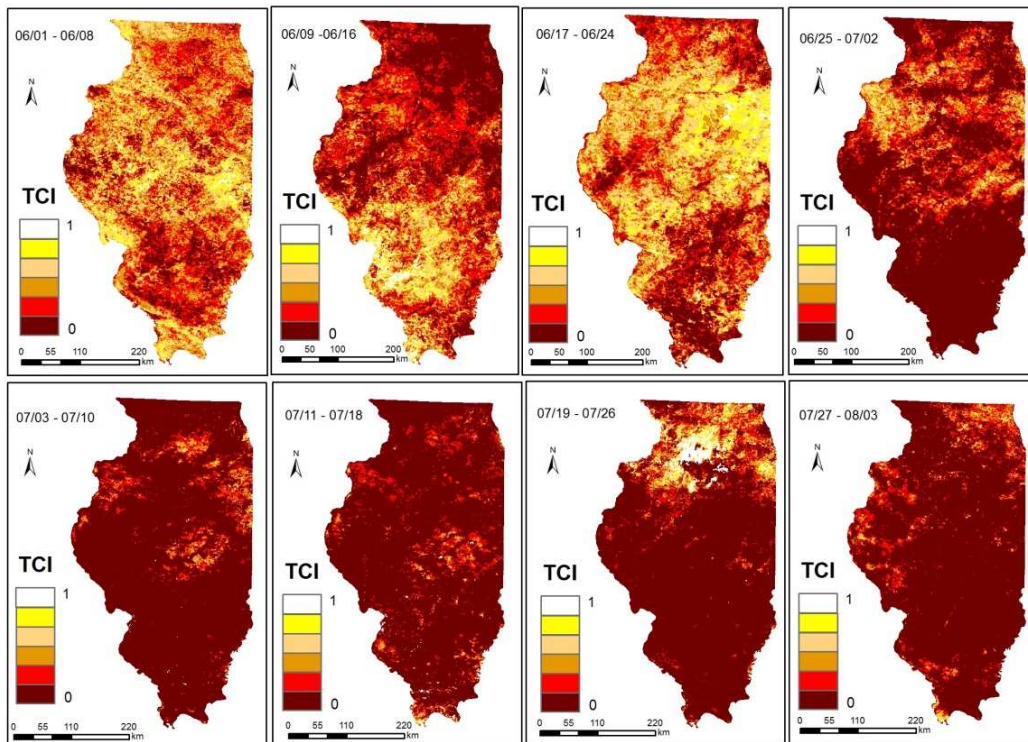 06/01 - 06/08
N
TCI
1
0
0 55 110 220
km
06/09 -06/16
N
TCI
1
0
0 50 100 200
km
06/17 - 06/24
N
TCI
1
0
0 50 100 200
km
06/25 - 07/02
N
TCI
1
0
0 50 100 200
km
07/03 - 07/10
N
TCI
1
0
0 55 110 220
km
07/11 - 07/18
N
TCI
1
0
0 55 110 220
km
07/19 - 07/26
N
TCI
1
0
0 55 110 220
km
07/27 - 08/03
N
TCI
1
0
0 55 110 220
km